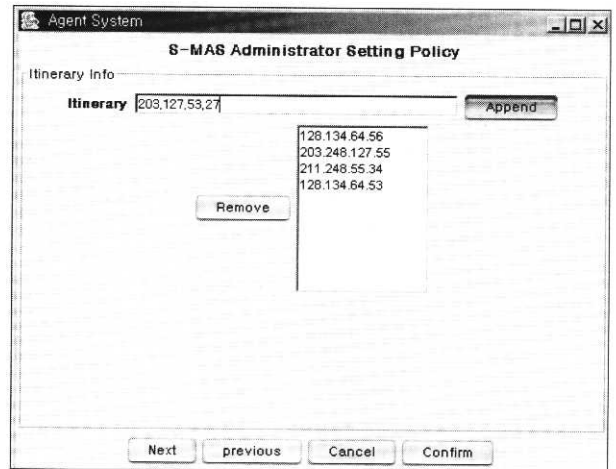 Agent System
S-MAS Administrator Setting Policy
Itinerary Info
Itinerary 203,127,53,27 Append
128.134.64.56
203.248.127.55
211.248.55.34
128.134.64.53
Remove
Next previous Cancel Confirm